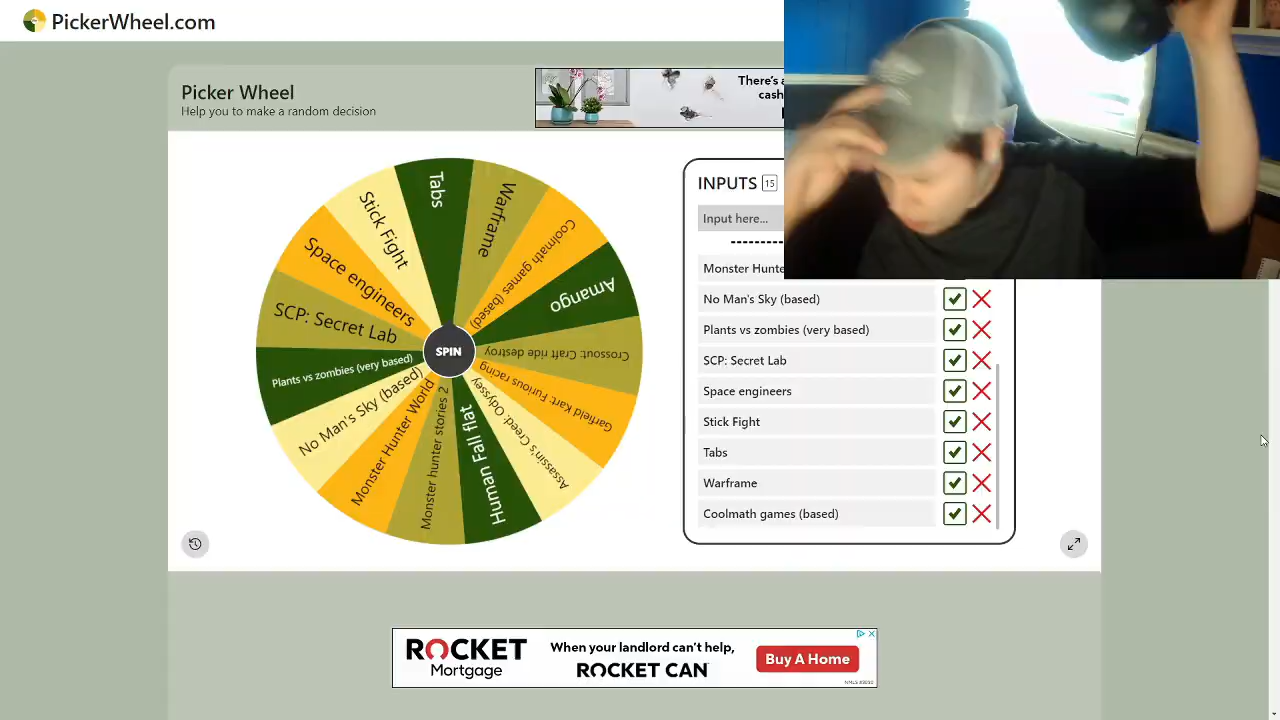 PickerWheel.com
Picker Wheel
Help you to make a random decision
There's a
cash
Tabs
Warframe
Coolmath games (based)
Amango
Crossout: Craft ride destroy
Garfield Kart: Furious racing
Assassin's Creed: Odyssey
Human Fall flat
Monster hunter stories 2
Monster Hunter World
No Man's Sky (based)
Plants vs zombies (very based)
SCP: Secret Lab
Space engineers
Stick Fight
SPIN
INPUTS 15
Input here...
Monster Hunte
No Man's Sky (based)
Plants vs zombies (very based)
SCP: Secret Lab
Space engineers
Stick Fight
Tabs
Warframe
Coolmath games (based)
ROCKET
Mortgage
When your landlord can't help,
ROCKET CAN
Buy A Home
NMLS #3030